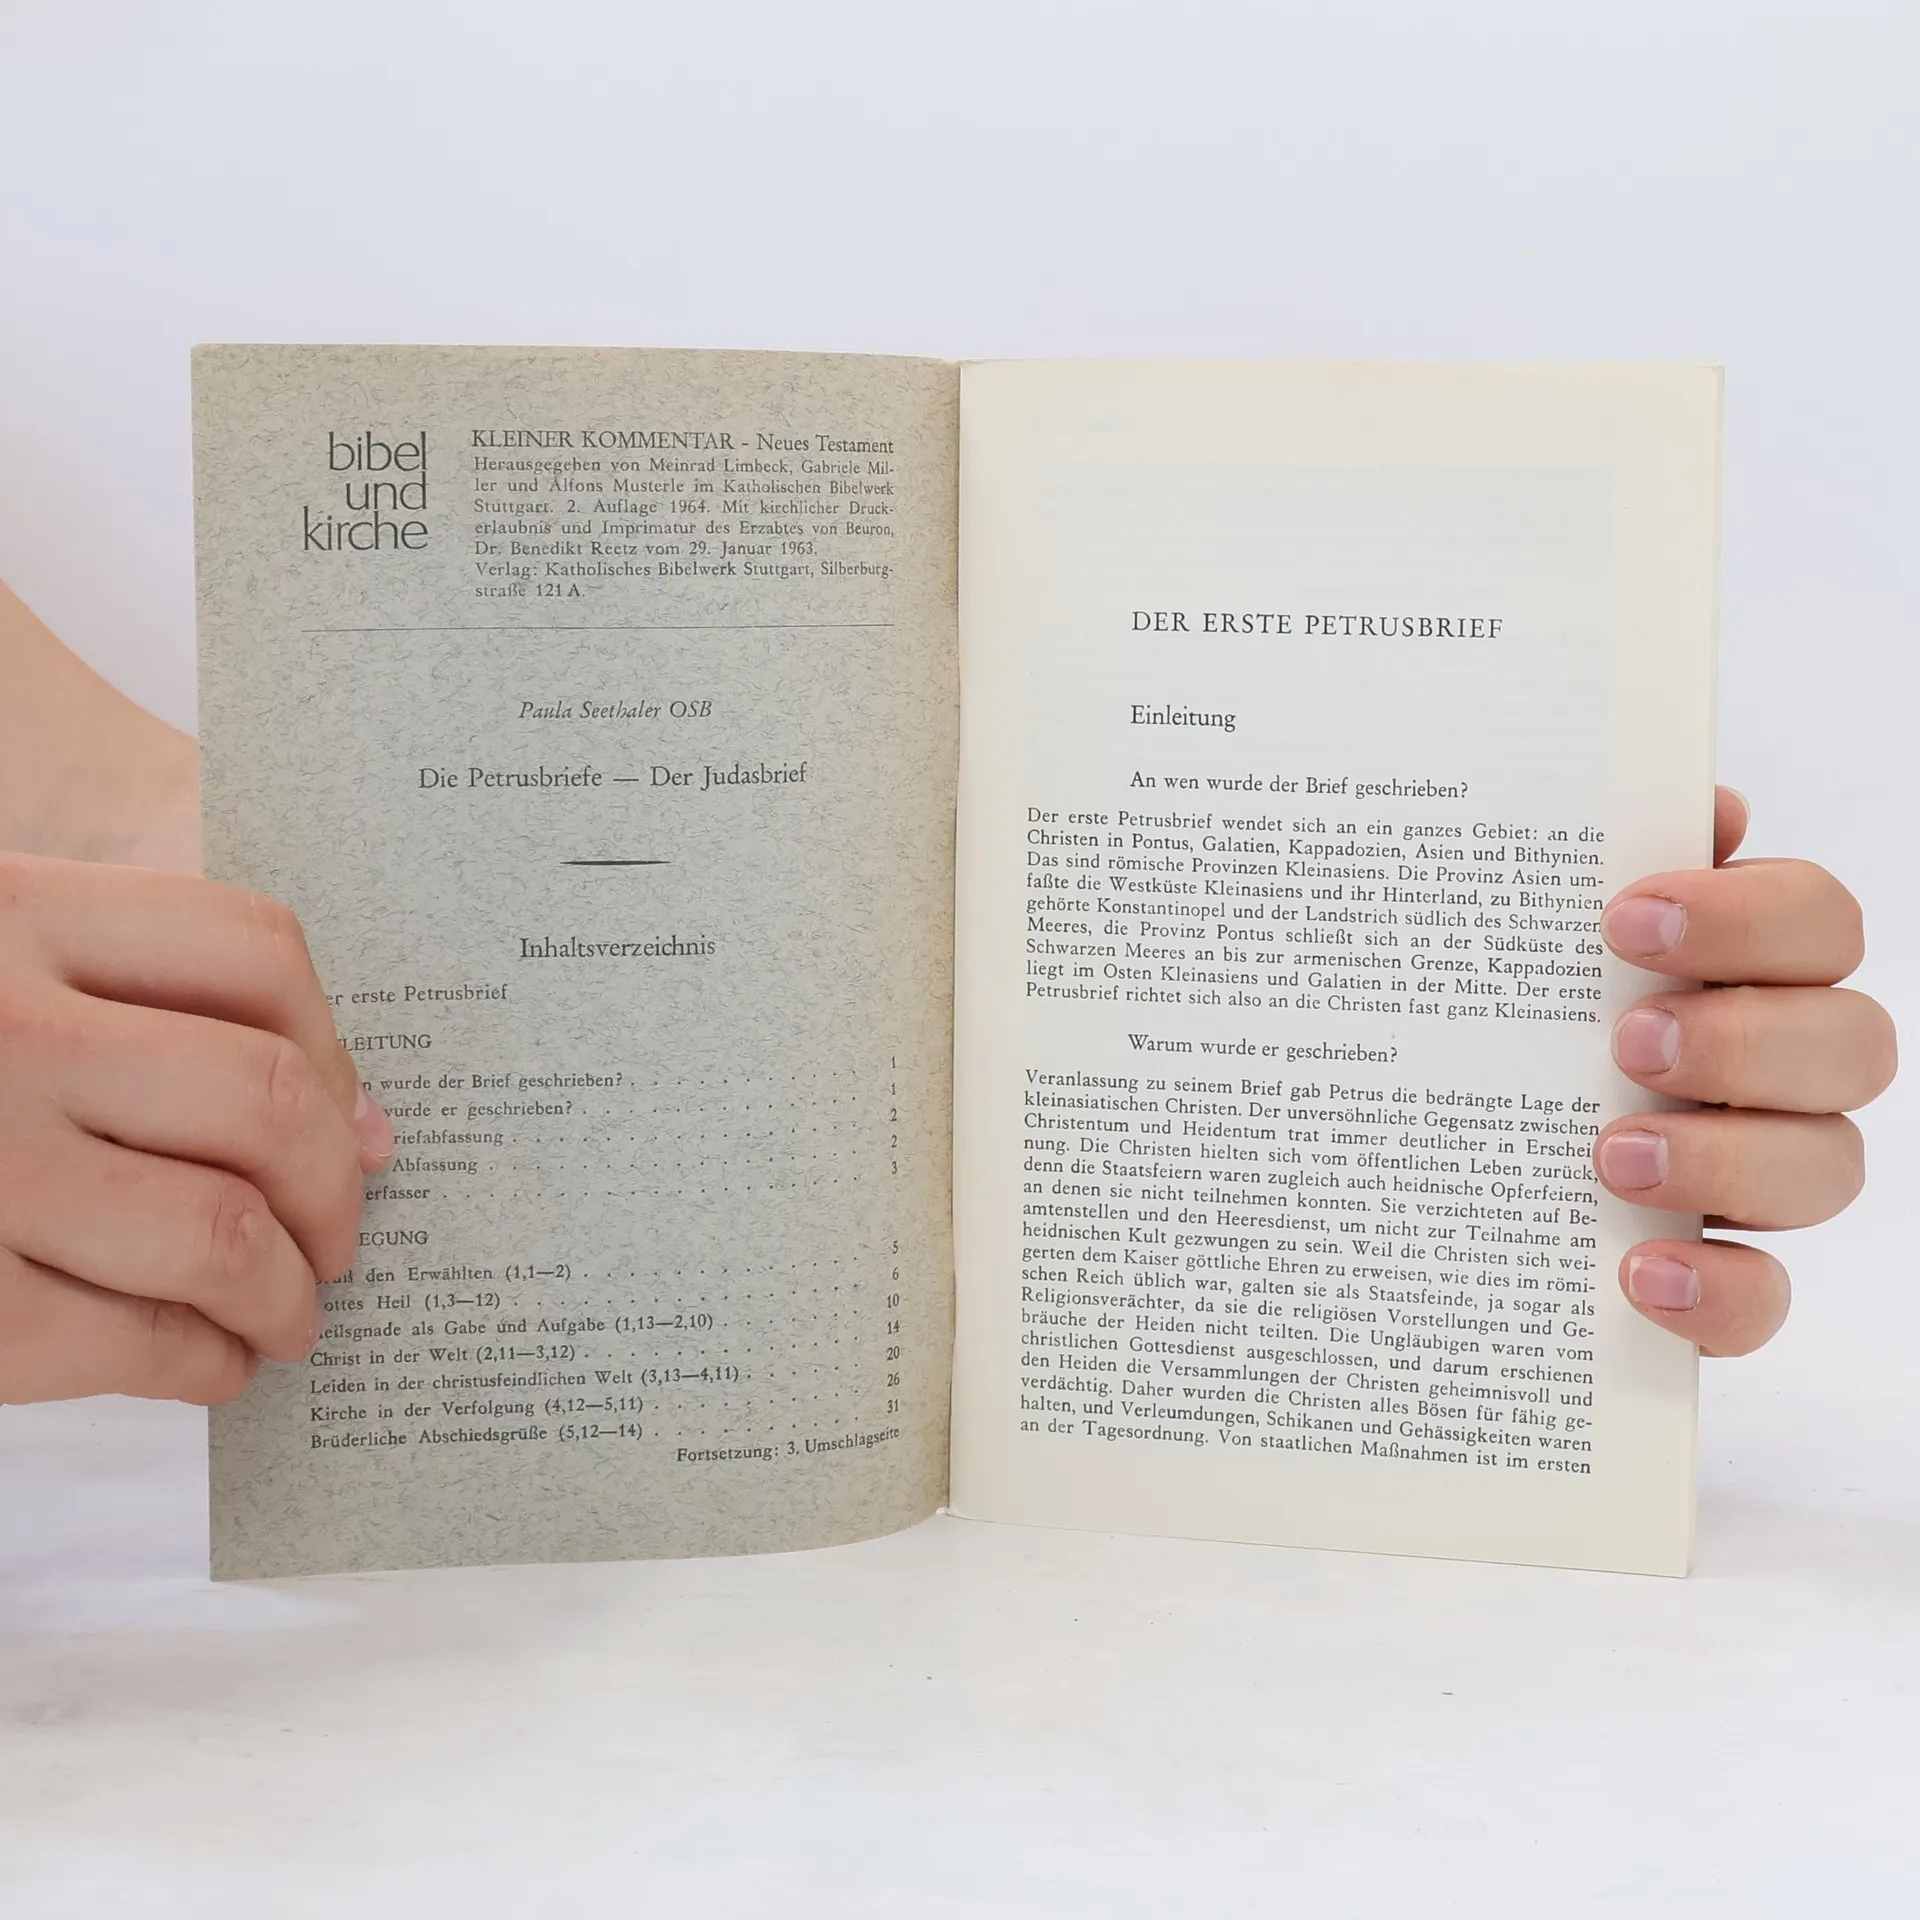 bibel
und
kirche
KLEINER KOMMENTAR - Neues Testament
Herausgegeben von Meinrad Limbeck, Gabriele Mil-
ler und Alfons Musterle im Katholischen Bibelwerk
Stuttgart. 2. Auflage 1964. Mit kirchlicher Druck-
erlaubnis und Imprimatur des Erzabtes von Beuron,
Dr. Benedikt Reetz vom 29. Januar 1963.
Verlag: Katholisches Bibelwerk Stuttgart, Silberburg-
straße 121 A.
Paula Seethaler OSB
Die Petrusbriefe — Der Judasbrief
Inhaltsverzeichnis
er erste Petrusbrief
LEITUNG
n wurde der Brief geschrieben? . . . . . . . . . . 1
wurde er geschrieben? . . . . . . . . . . . 1
riefabfassung . . . . . . . . . . . . . 2
Abfassung . . . . . . . . . . . . . . 2
erfasser . . . . . . . . . . . . . . . 3
EGUNG
den Erwählten (1,1—2) . . . . . . . . . . . 5
ottes Heil (1,3—12) . . . . . . . . . . . . . 6
eilsgnade als Gabe und Aufgabe (1,13—2,10) . . . . . . 10
Christ in der Welt (2,11—3,12) . . . . . . . . . . . 14
Leiden in der christusfeindlichen Welt (3,13—4,11) . . . . . 20
Kirche in der Verfolgung (4,12—5,11) . . . . . . . . 26
Brüderliche Abschiedsgrüße (5,12—14) . . . . . . . . 31
Fortsetzung: 3. Umschlagseite
DER ERSTE PETRUSBRIEF
Einleitung
An wen wurde der Brief geschrieben?
Der erste Petrusbrief wendet sich an ein ganzes Gebiet: an die
Christen in Pontus, Galatien, Kappadozien, Asien und Bithynien.
Das sind römische Provinzen Kleinasiens. Die Provinz Asien um-
faßte die Westküste Kleinasiens und ihr Hinterland, zu Bithynien
gehörte Konstantinopel und der Landstrich südlich des Schwarzen
Meeres, die Provinz Pontus schließt sich an der Südküste des
Schwarzen Meeres an bis zur armenischen Grenze, Kappadozien
liegt im Osten Kleinasiens und Galatien in der Mitte. Der erste
Petrusbrief richtet sich also an die Christen fast ganz Kleinasiens.
Warum wurde er geschrieben?
Veranlassung zu seinem Brief gab Petrus die bedrängte Lage der
kleinasiatischen Christen. Der unversöhnliche Gegensatz zwischen
Christentum und Heidentum trat immer deutlicher in Erschei
nung. Die Christen hielten sich vom öffentlichen Leben zurück,
denn die Staatsfeiern waren zugleich auch heidnische Opferfeiern,
an denen sie nicht teilnehmen konnten. Sie verzichteten auf Be-
amtenstellen und den Heeresdienst, um nicht zur Teilnahme am
heidnischen Kult gezwungen zu sein. Weil die Christen sich wei-
gerten dem Kaiser göttliche Ehren zu erweisen, wie dies im römi-
schen Reich üblich war, galten sie als Staatsfeinde, ja sogar als
Religionsverächter, da sie die religiösen Vorstellungen und Ge-
bräuche der Heiden nicht teilten. Die Ungläubigen waren vom
christlichen Gottesdienst ausgeschlossen, und darum erschienen
den Heiden die Versammlungen der Christen geheimnisvoll und
verdächtig. Daher wurden die Christen alles Bösen für fähig ge-
halten, und Verleumdungen, Schikanen und Gehässigkeiten waren
an der Tagesordnung. Von staatlichen Maßnahmen ist im ersten